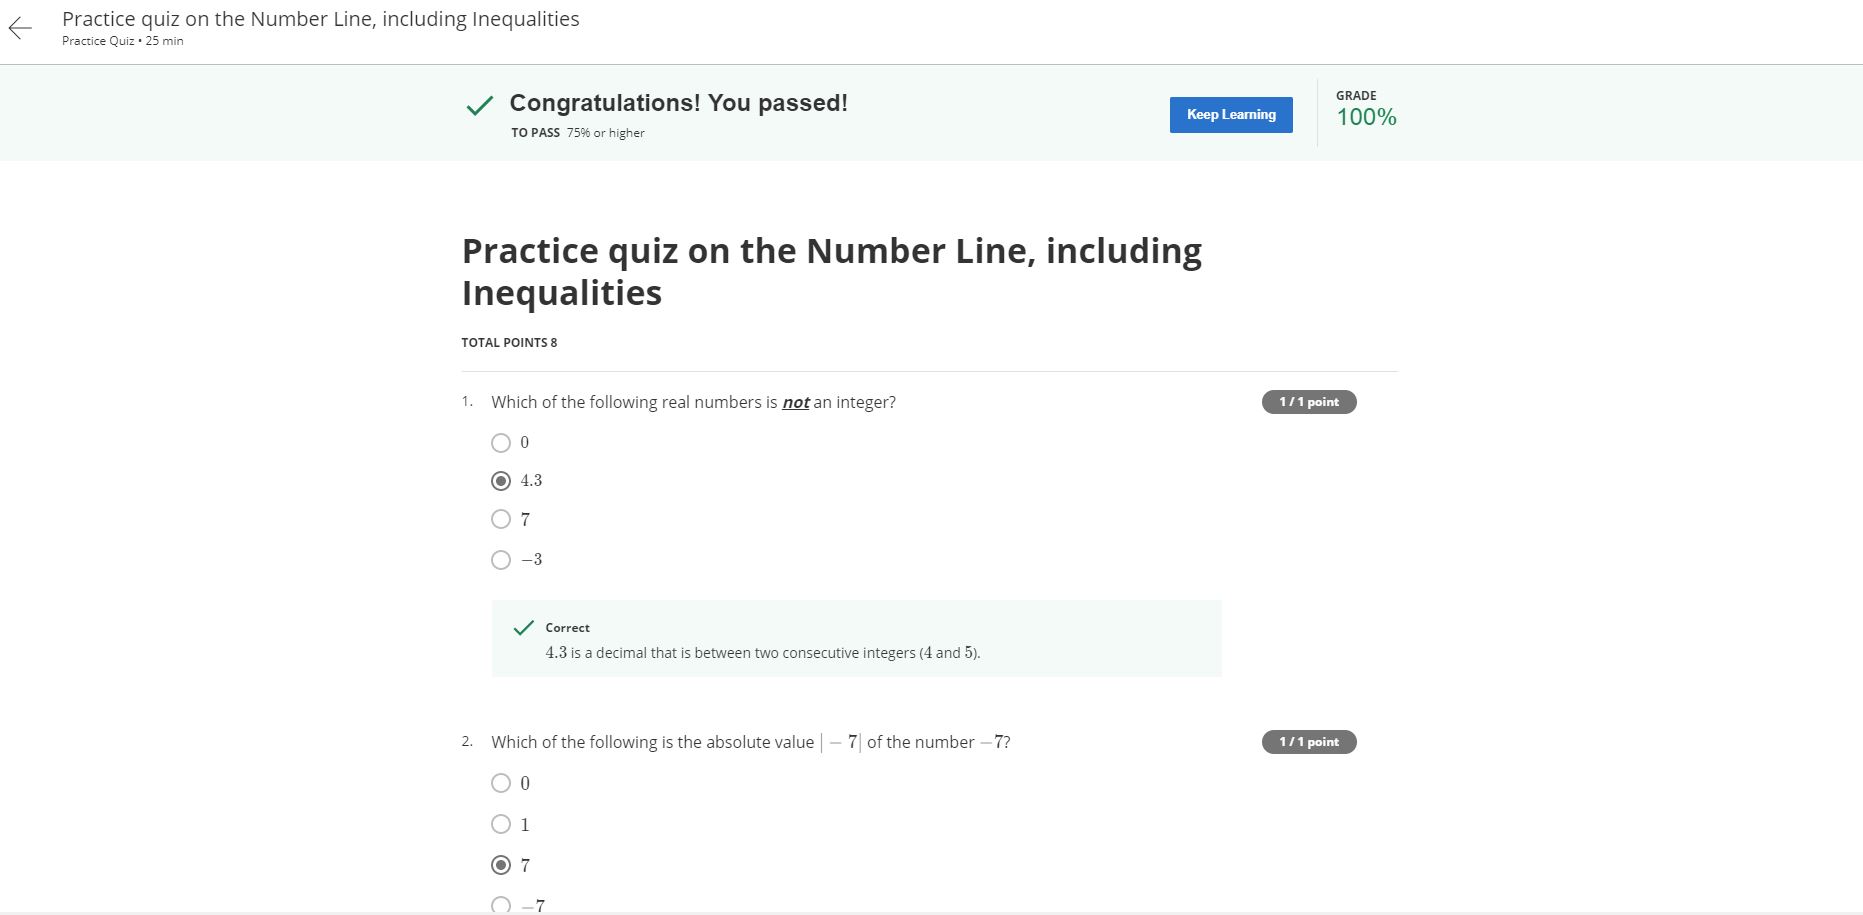 Practice quiz on the Number Line, including Inequalities
Practice Quiz • 25 min
Congratulations! You passed!
TO PASS 75% or higher
Keep Learning
GRADE
100%
Practice quiz on the Number Line, including
Inequalities
TOTAL POINTS 8
1. Which of the following real numbers is not an integer?
1 / 1 point
0
4.3
7
−3
Correct
4.3 is a decimal that is between two consecutive integers (4 and 5).
2. Which of the following is the absolute value | − 7| of the number −7?
1 / 1 point
0
1
7
−7